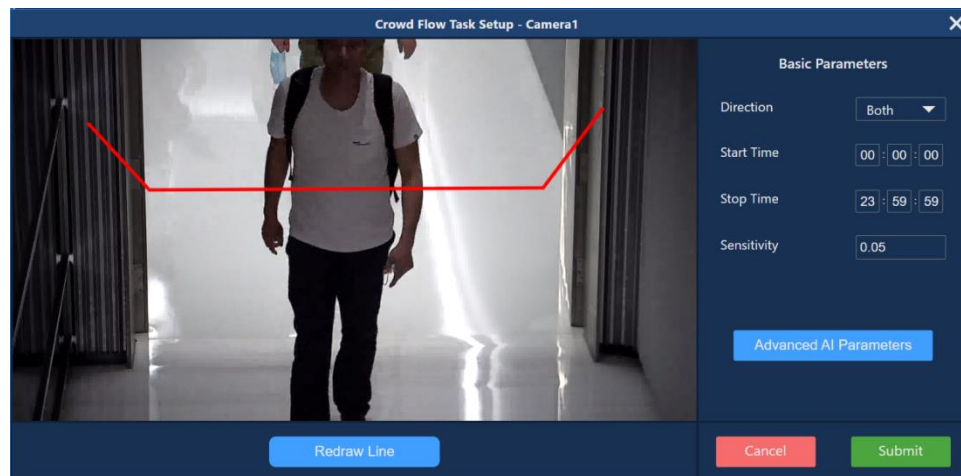 Crowd Flow Task Setup - Camera1
Basic Parameters
Direction Both
Start Time 00 : 00 : 00
Stop Time 23 : 59 : 59
Sensitivity 0.05
Advanced AI Parameters
Redraw Line
Cancel Submit